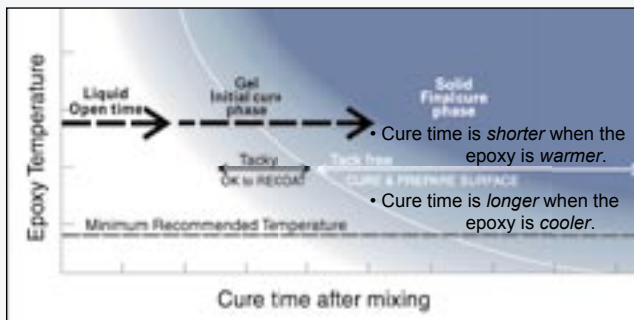 Epoxy Temperature
Liquid
Open time
Gel
Initial cure
phase
Solid
Final cure
phase
• Cure time is shorter when the
epoxy is warmer.
Tacky
OK to RECOAT
Tack free
CURE & PREPARE SURFACE
• Cure time is longer when the
epoxy is cooler.
Minimum Recommended Temperature
Cure time after mixing